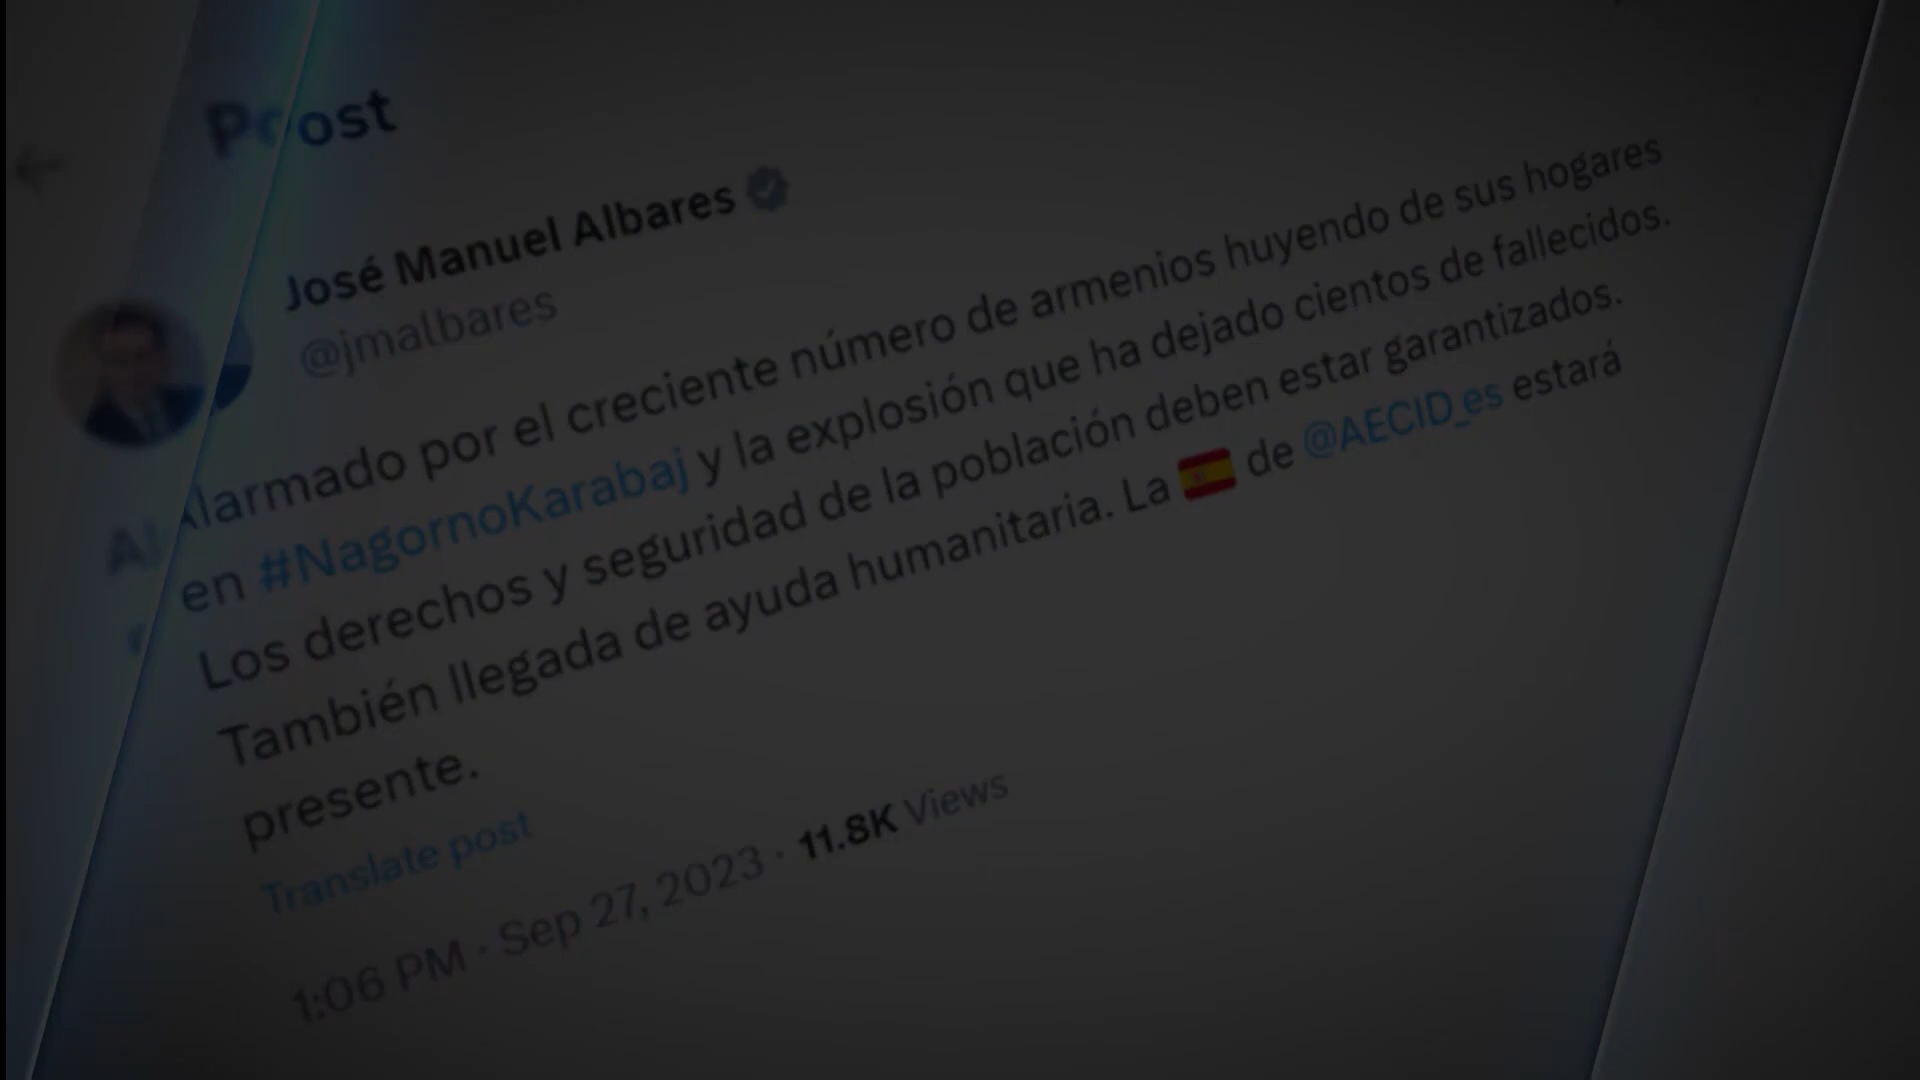 Post
José Manuel Albares
@jmalbares
Alarmado por el creciente número de armenios huyendo de sus hogares
en #NagornoKarabaj y la explosión que ha dejado cientos de fallecidos.
Los derechos y seguridad de la población deben estar garantizados.
También llegada de ayuda humanitaria. La 🇪🇸 de @AECID_es estará
presente.
Translate post
1:06 PM · Sep 27, 2023 · 11.8K Views